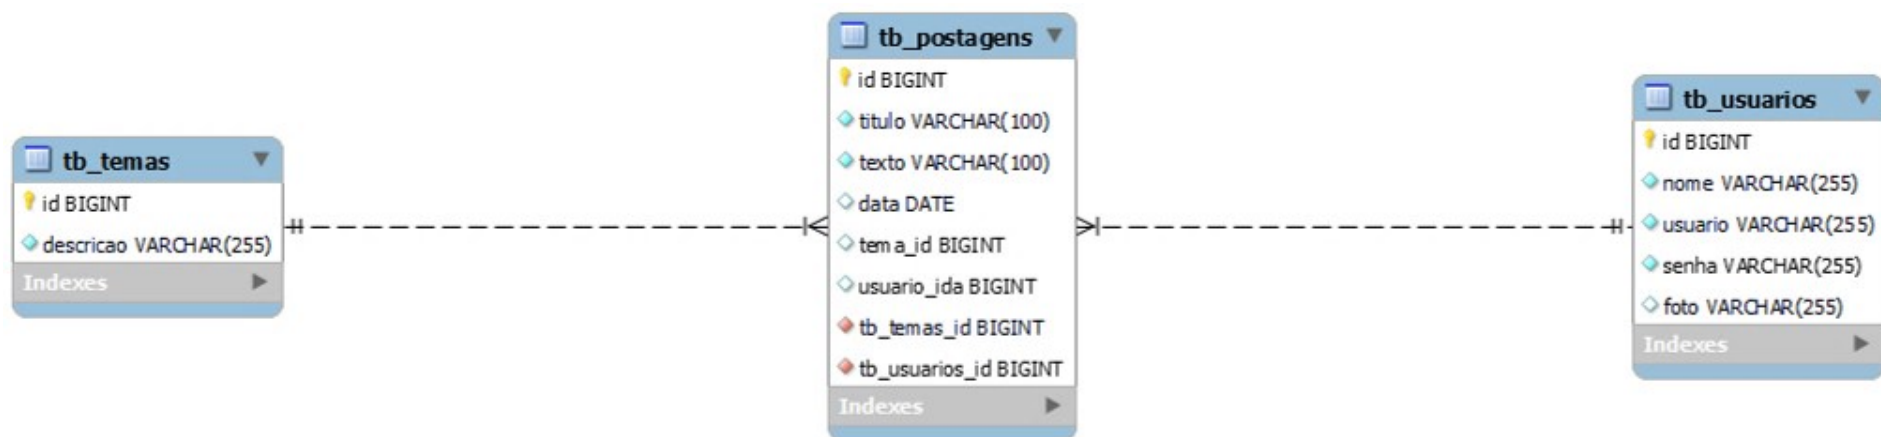 tb_temas
id BIGINT
descricao VARCHAR(255)
Indexes
tb_postagens
id BIGINT
titulo VARCHAR(100)
texto VARCHAR(100)
data DATE
tema_id BIGINT
usuario_ida BIGINT
tb_temas_id BIGINT
tb_usuarios_id BIGINT
Indexes
tb_usuarios
id BIGINT
nome VARCHAR(255)
usuario VARCHAR(255)
senha VARCHAR(255)
foto VARCHAR(255)
Indexes